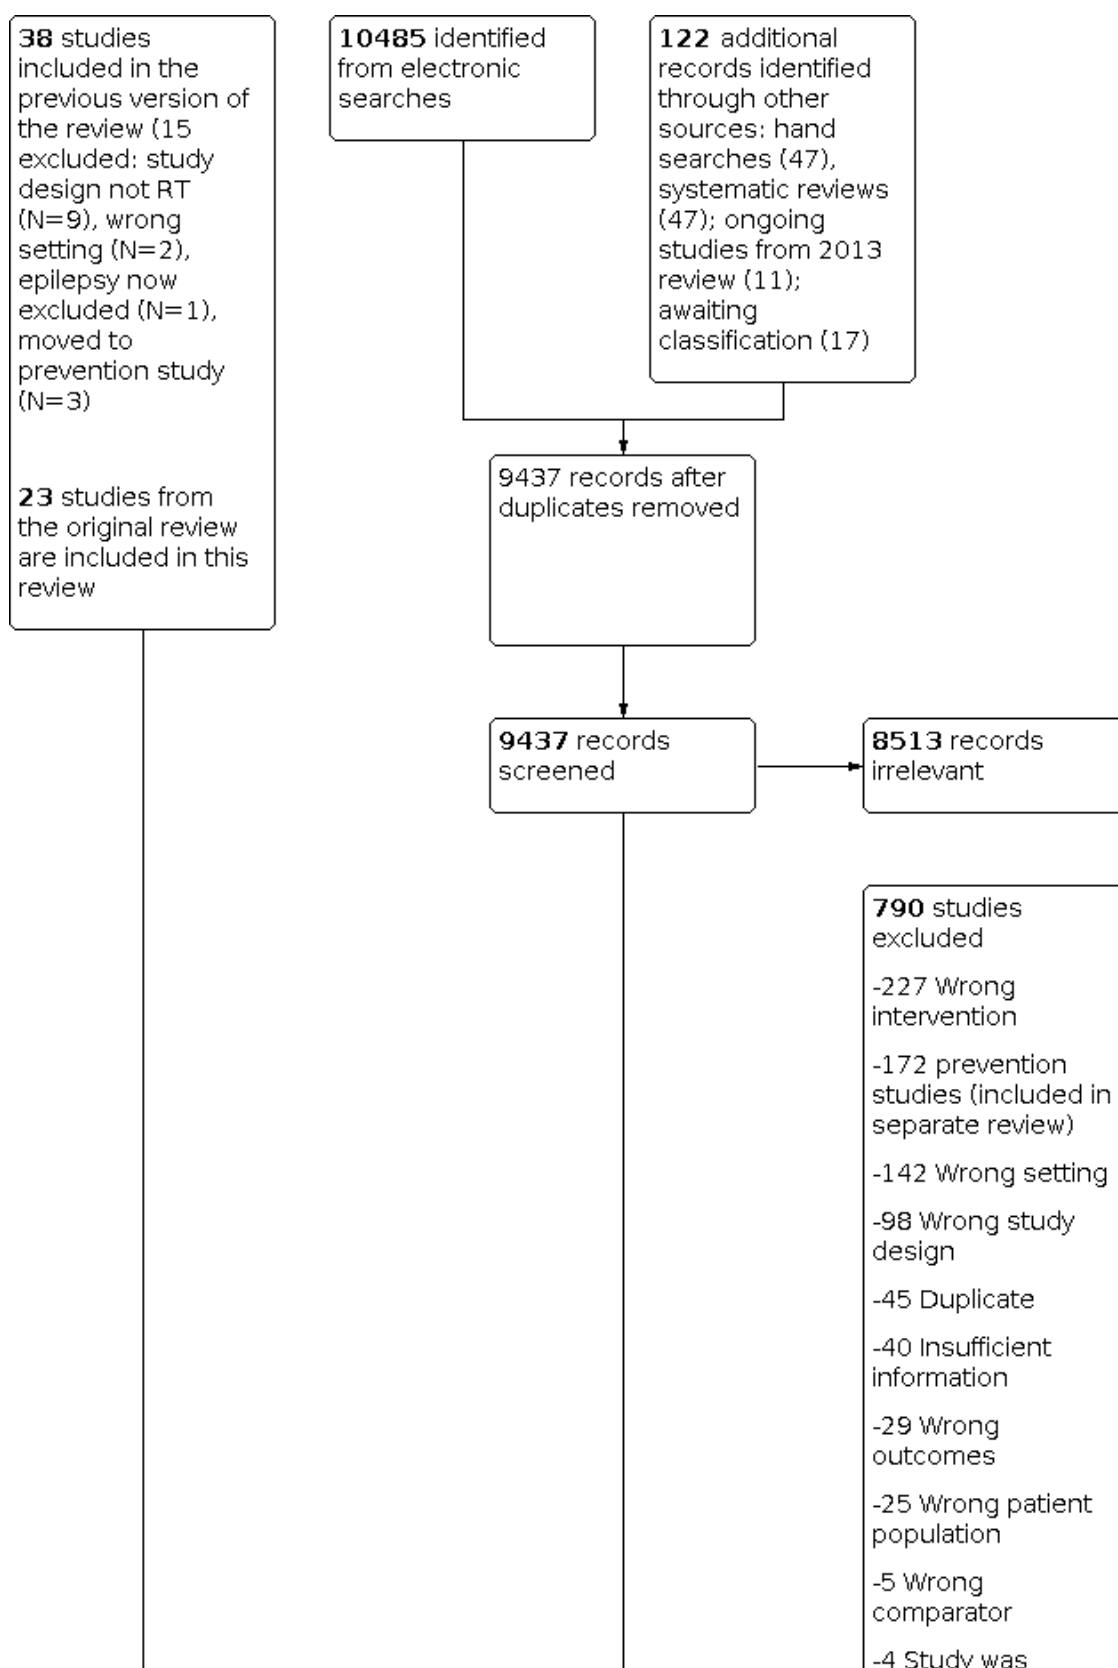 38 studies
included in the
previous version of
the review (15
excluded: study
design not RT
(N=9), wrong
setting (N=2),
epilepsy now
excluded (N=1),
moved to
prevention study
(N=3)
23 studies from
the original review
are included in this
review
10485 identified
from electronic
searches
122 additional
records identified
through other
sources: hand
searches (47),
systematic reviews
(47); ongoing
studies from 2013
review (11);
awaiting
classification (17)
9437 records after
duplicates removed
9437 records
screened
8513 records
irrelevant
790 studies
excluded
-227 Wrong
intervention
-172 prevention
studies (included in
separate review)
-142 Wrong setting
-98 Wrong study
design
-45 Duplicate
-40 Insufficient
information
-29 Wrong
outcomes
-25 Wrong patient
population
-5 Wrong
comparator
-4 Study was